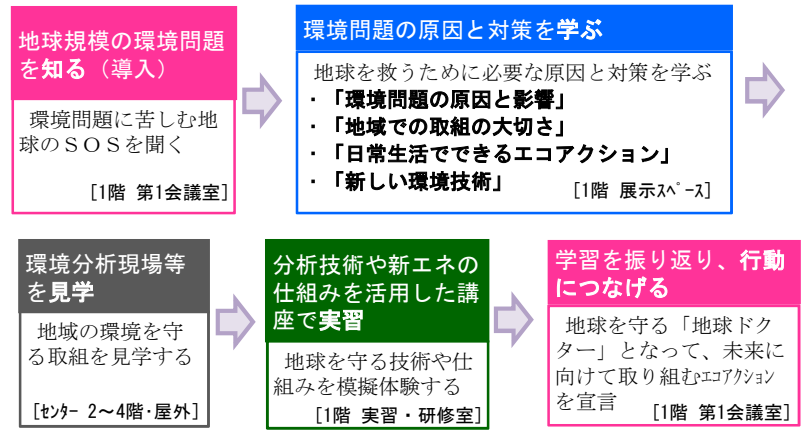 地球規模の環境問題
を知る（導入）
環境問題に苦しむ地
球のＳＯＳを聞く
[1階 第1会議室]
環境問題の原因と対策を学ぶ
地球を救うために必要な原因と対策を学ぶ
・「環境問題の原因と影響」
・「地域での取組の大切さ」
・「日常生活でできるエコアクション」
・「新しい環境技術」
[1階 展示ｽﾍﾟｰｽ]
環境分析現場等
を見学
地域の環境を守
る取組を見学する
[ｾﾝﾀｰ 2～4階･屋外]
分析技術や新エネの
仕組みを活用した講
座で実習
地球を守る技術や仕
組みを模擬体験する
[1階 実習・研修室]
学習を振り返り、行動
につなげる
地球を守る「地球ドク
ター」となって、未来に
向けて取り組むｴｺｱｸｼｮﾝ
を宣言
[1階 第1会議室]